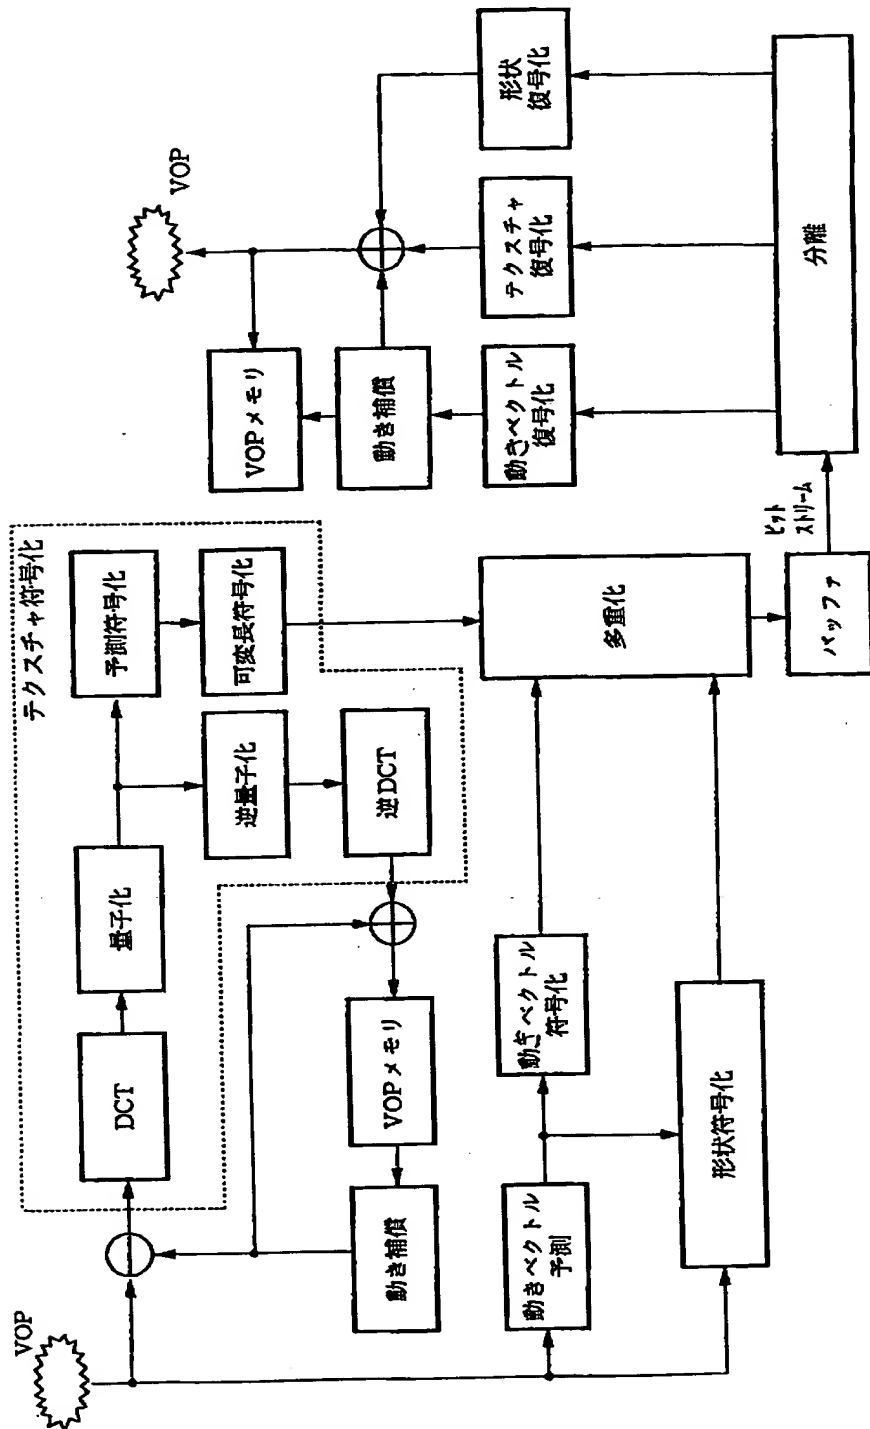 VOP
DCT
量子化
予測符号化
可変長符号化
テクスチャ符号化
逆量子化
逆DCT
VOPメモリ
動き補償
動きベクトル
予測
動きベクトル
符号化
形状符号化
多重化
バッファ
ビット
ストリーム
分離
動きベクトル
復号化
テクスチャ
復号化
形状
復号化
動き補償
VOPメモリ
VOP